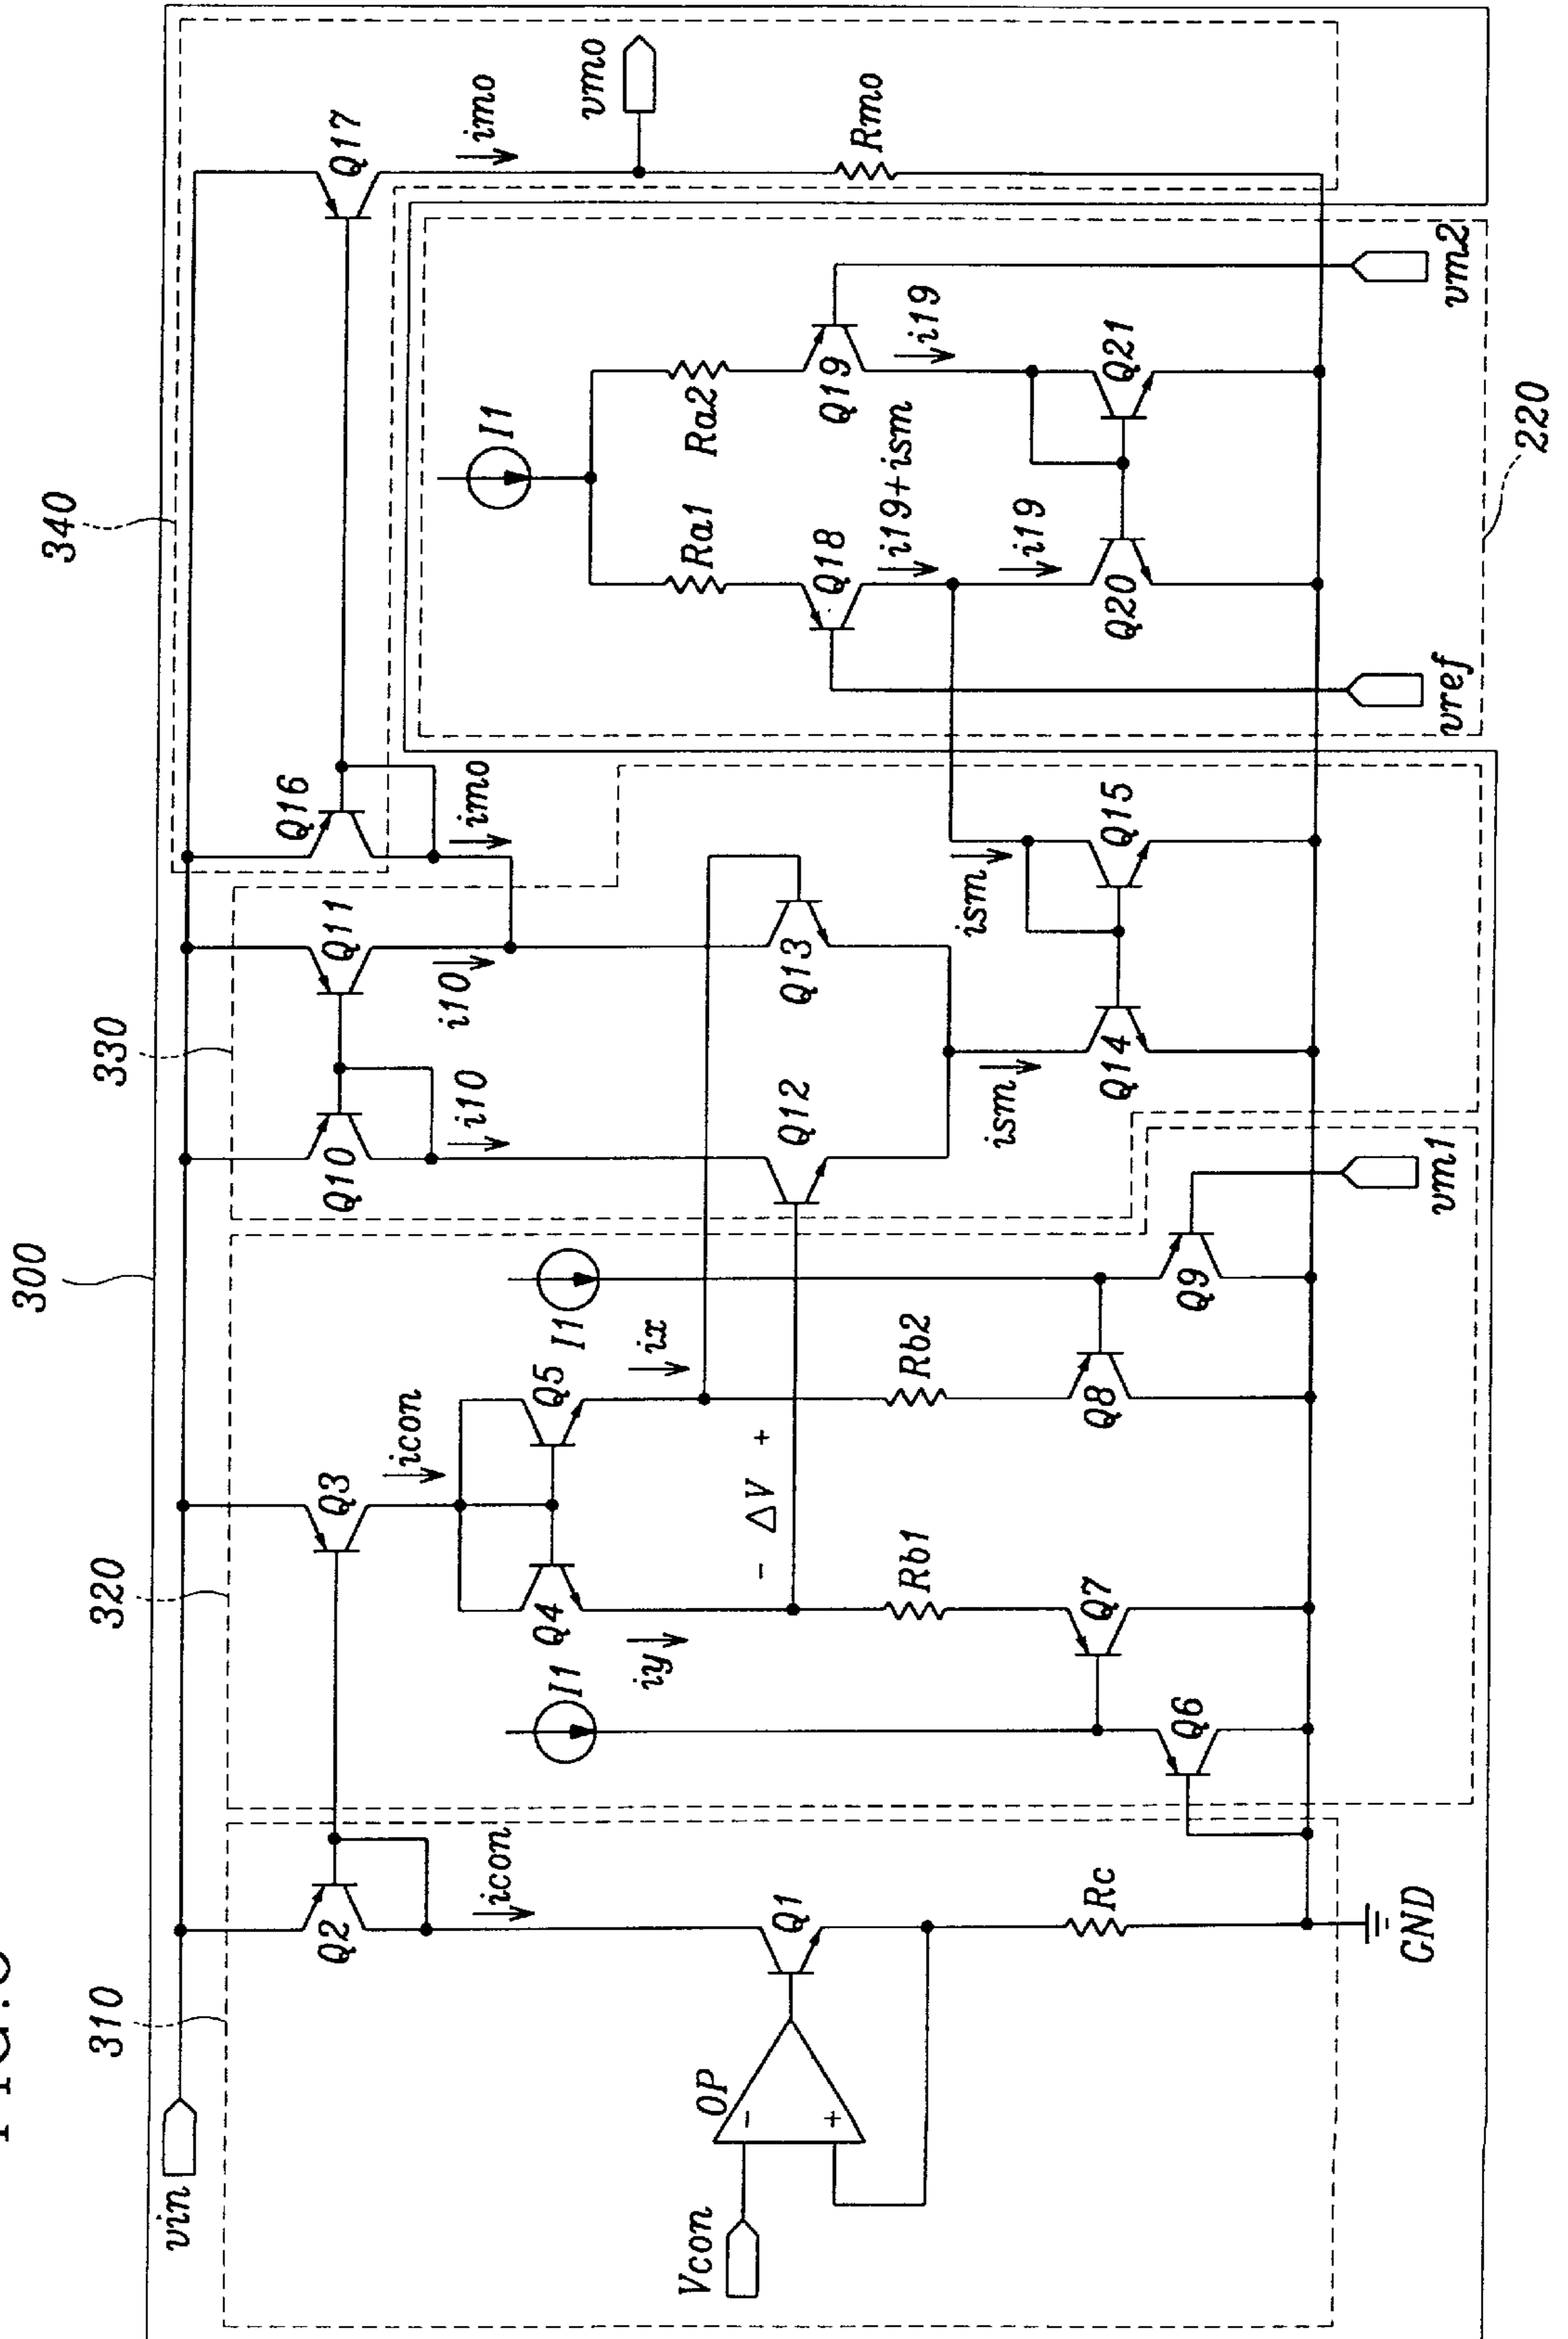 300
310
320
330
340
vin
Q2
Q3
Q10
Q11
Q16
Q17
icon
icon
i10
i10
imo
imo
vmo
Q4
Q5
I1
I1
I1
iy
ix
- ΔV +
OP
-
+
Vcon
Q1
Q12
Q13
Ra1
Ra2
Rmo
Q18
Q19
i19+ism
i19
i19
ism
ism
Rc
Rb1
Rb2
Q6
Q7
Q8
Q9
Q14
Q15
Q20
Q21
GND
vm1
vref
vm2
220